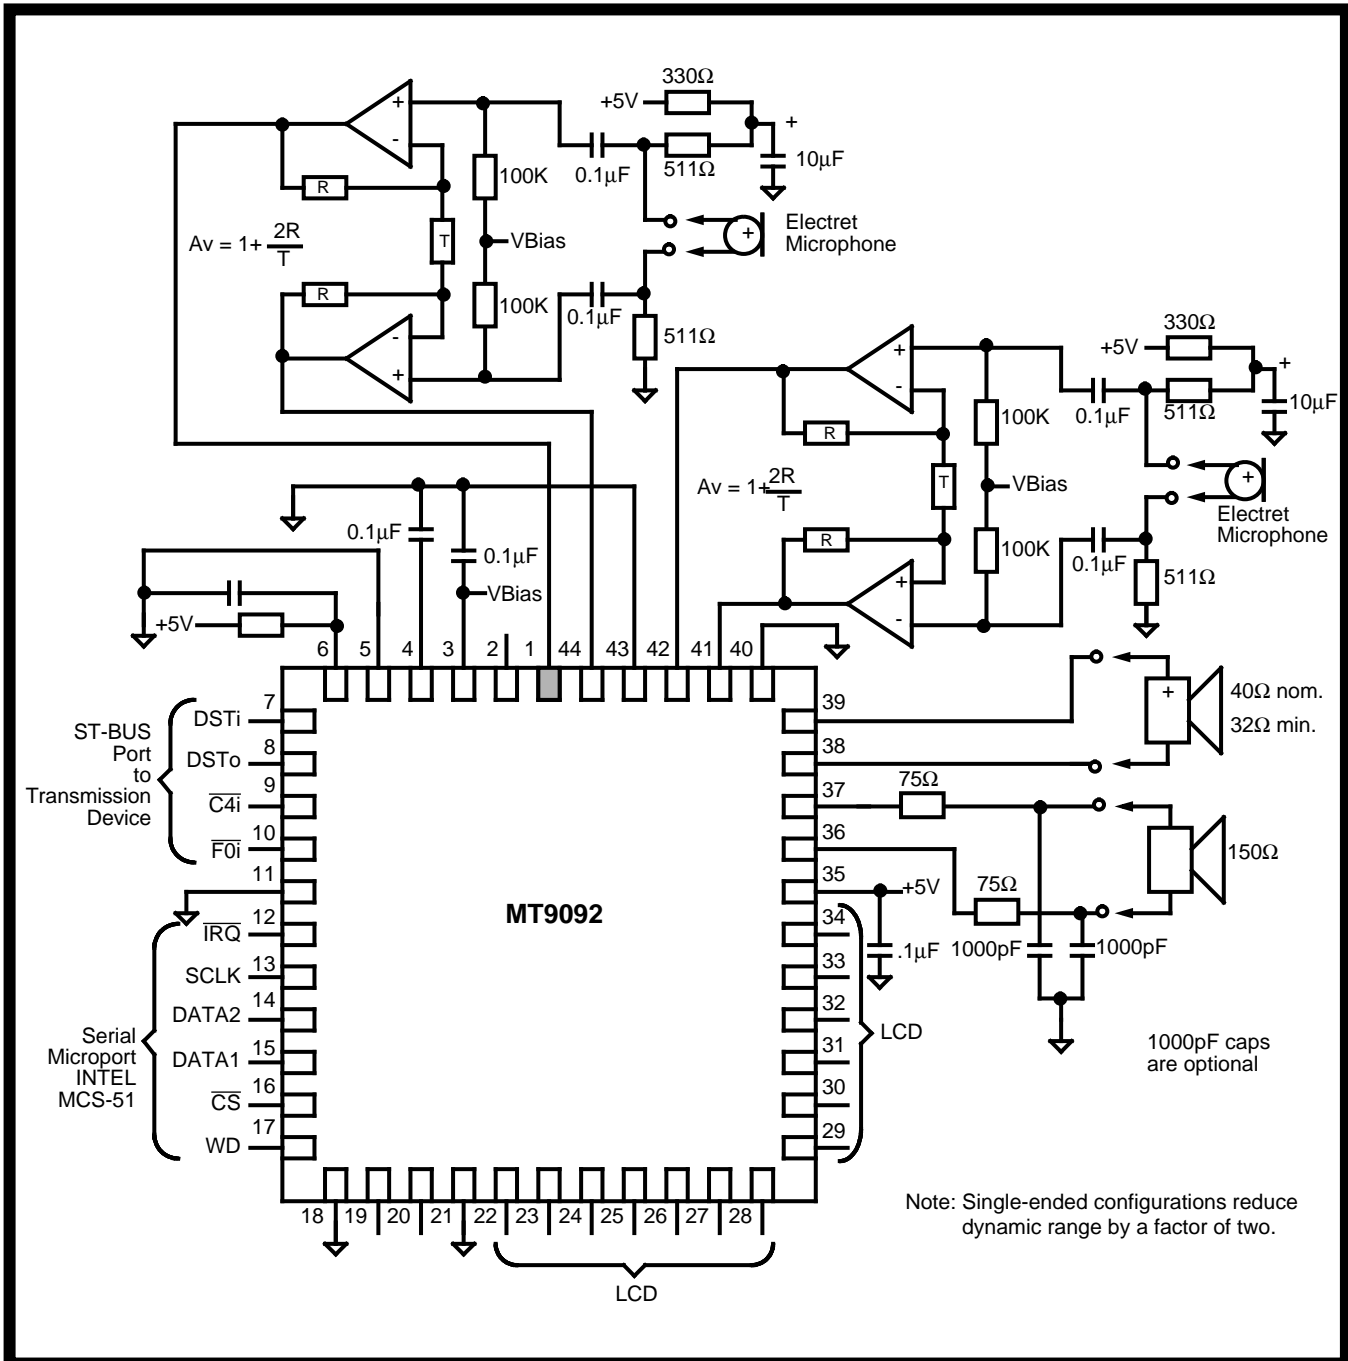 330Ω
+5V
+
+
-
0.1µF
511Ω
10µF
R
100K
Av = 1+ 2R
T
T
VBias
+
Electret
Microphone
R
100K
0.1µF
-
+
511Ω
330Ω
+5V
+
+
-
0.1µF
511Ω
10µF
R
100K
Av = 1+ 2R
T
T
VBias
+
Electret
Microphone
R
100K
0.1µF
+
-
511Ω
0.1µF
0.1µF
VBias
+5V
6
5
4
3
2
1
44
43
42
41
40
ST-BUS
Port
to
Transmission
Device
7
DSTi
8
DSTo
9
C4i
10
F0i
11
Serial
Microport
INTEL
MCS-51
12
IRQ
13
SCLK
14
DATA2
15
DATA1
16
CS
17
WD
MT9092
39
+
40Ω nom.
32Ω min.
38
37
75Ω
36
150Ω
35
+5V
75Ω
.1µF
1000pF
1000pF
34
33
32
31
30
29
LCD
1000pF caps
are optional
18
19
20
21
22
23
24
25
26
27
28
LCD
Note: Single-ended configurations reduce
dynamic range by a factor of two.